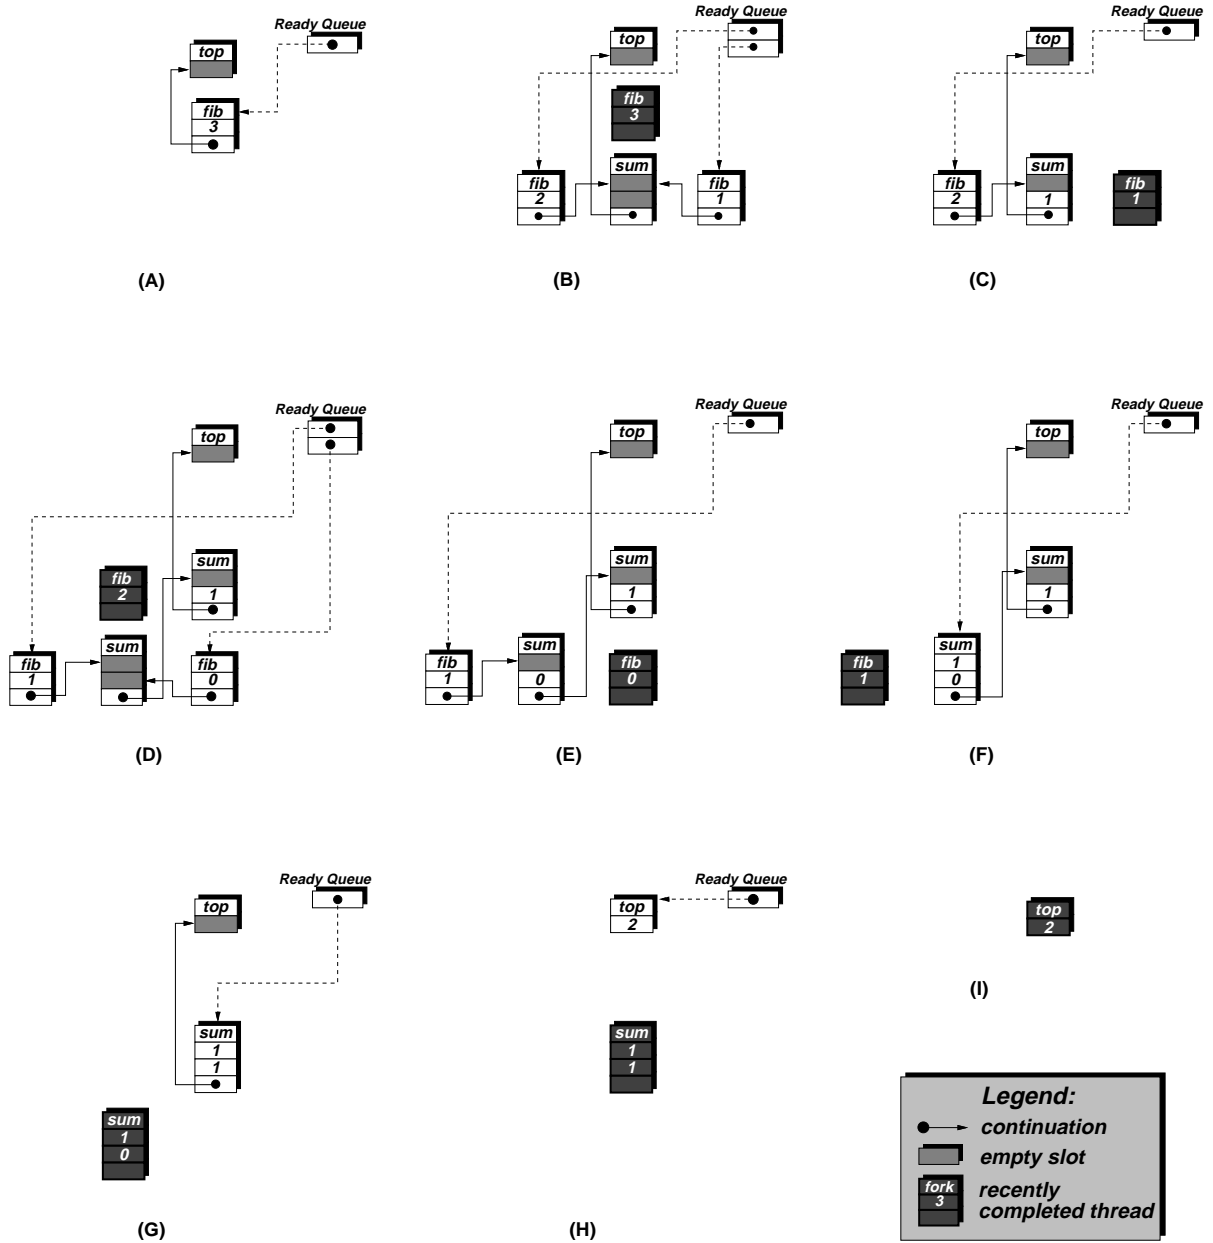 Ready Queue
top
fib
3
(A)
Ready Queue
top
fib
3
sum
fib
2
fib
1
(B)
Ready Queue
top
sum
1
fib
2
fib
1
(C)
Ready Queue
top
sum
1
fib
2
sum
fib
1
fib
0
(D)
Ready Queue
top
sum
1
fib
1
sum
0
fib
0
(E)
Ready Queue
top
sum
1
sum
1
0
fib
1
(F)
Ready Queue
top
sum
1
1
sum
1
0
(G)
Ready Queue
top
2
sum
1
1
(H)
top
2
(I)
Legend:
continuation
empty slot
fork
3
recently
completed thread